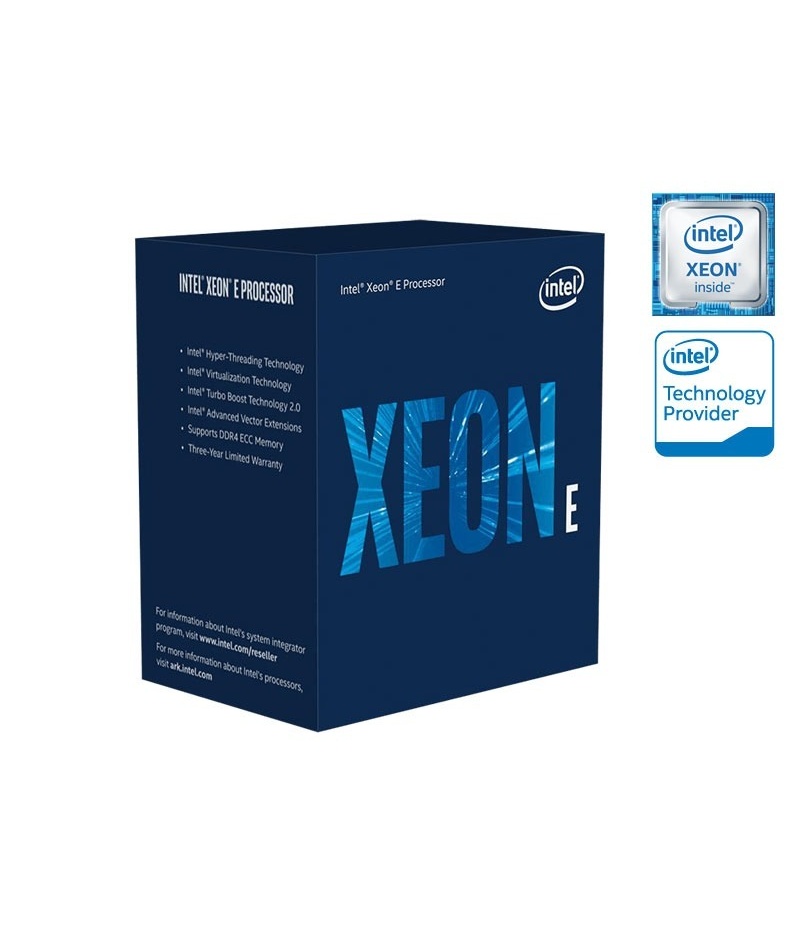 INTEL® XEON® E PROCESSOR
• Intel® Hyper-Threading Technology
• Intel® Virtualization Technology
• Intel® Turbo Boost Technology 2.0
• Intel® Advanced Vector Extensions
• Supports DDR4 ECC Memory
• Three-Year Limited Warranty
For information about Intel's system integrator
program, visit www.intel.com/reseller
For more information about Intel's processors,
visit ark.intel.com
Intel® Xeon® E Processor
intel®
XEON E
intel®
XEON®
inside™
intel®
Technology
Provider